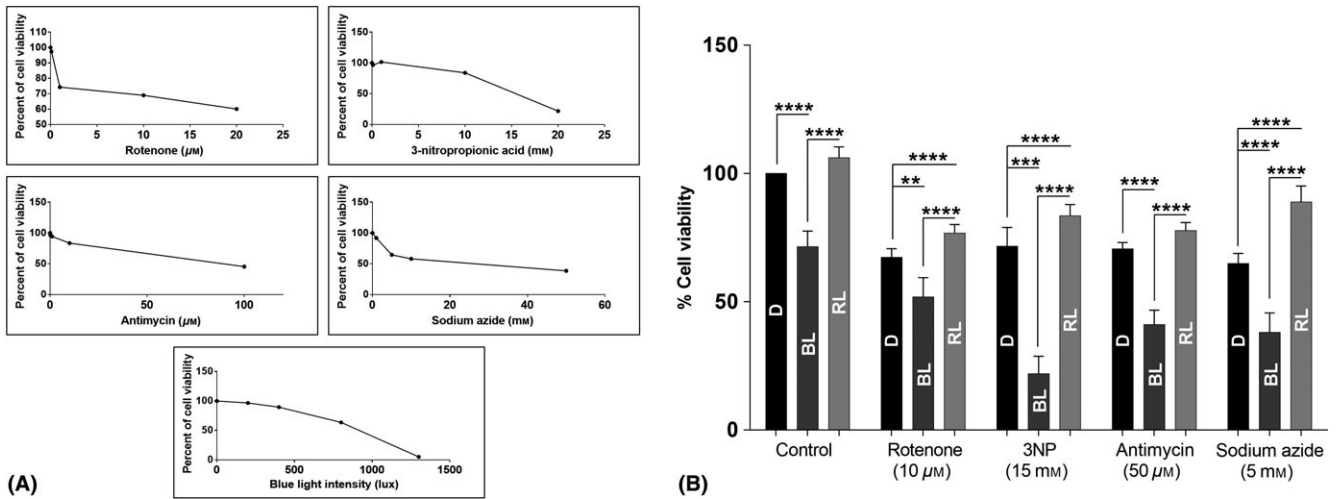 Percent of cell viability
100
90
80
70
60
50
0 5 10 15 20 25
Rotenone (µM)
Percent of cell viability
150
100
50
0
0 5 10 15 20 25
3-nitropropionic acid (mM)
Percent of cell viability
150
100
50
0
0 50 100
Antimycin (µM)
Percent of cell viability
150
100
50
0
0 20 40 60
Sodium azide (mM)
Percent of cell viability
150
100
50
0
0 500 1000 1500
Blue light intensity (lux)
(A)
% Cell viability
150
100
50
0
****
****
D
BL
RL
****
**
****
D
BL
RL
****
***
****
D
BL
RL
****
****
D
BL
RL
****
****
****
D
BL
RL
Control
Rotenone
(10 µM)
3NP
(15 mM)
Antimycin
(50 µM)
Sodium azide
(5 mM)
(B)